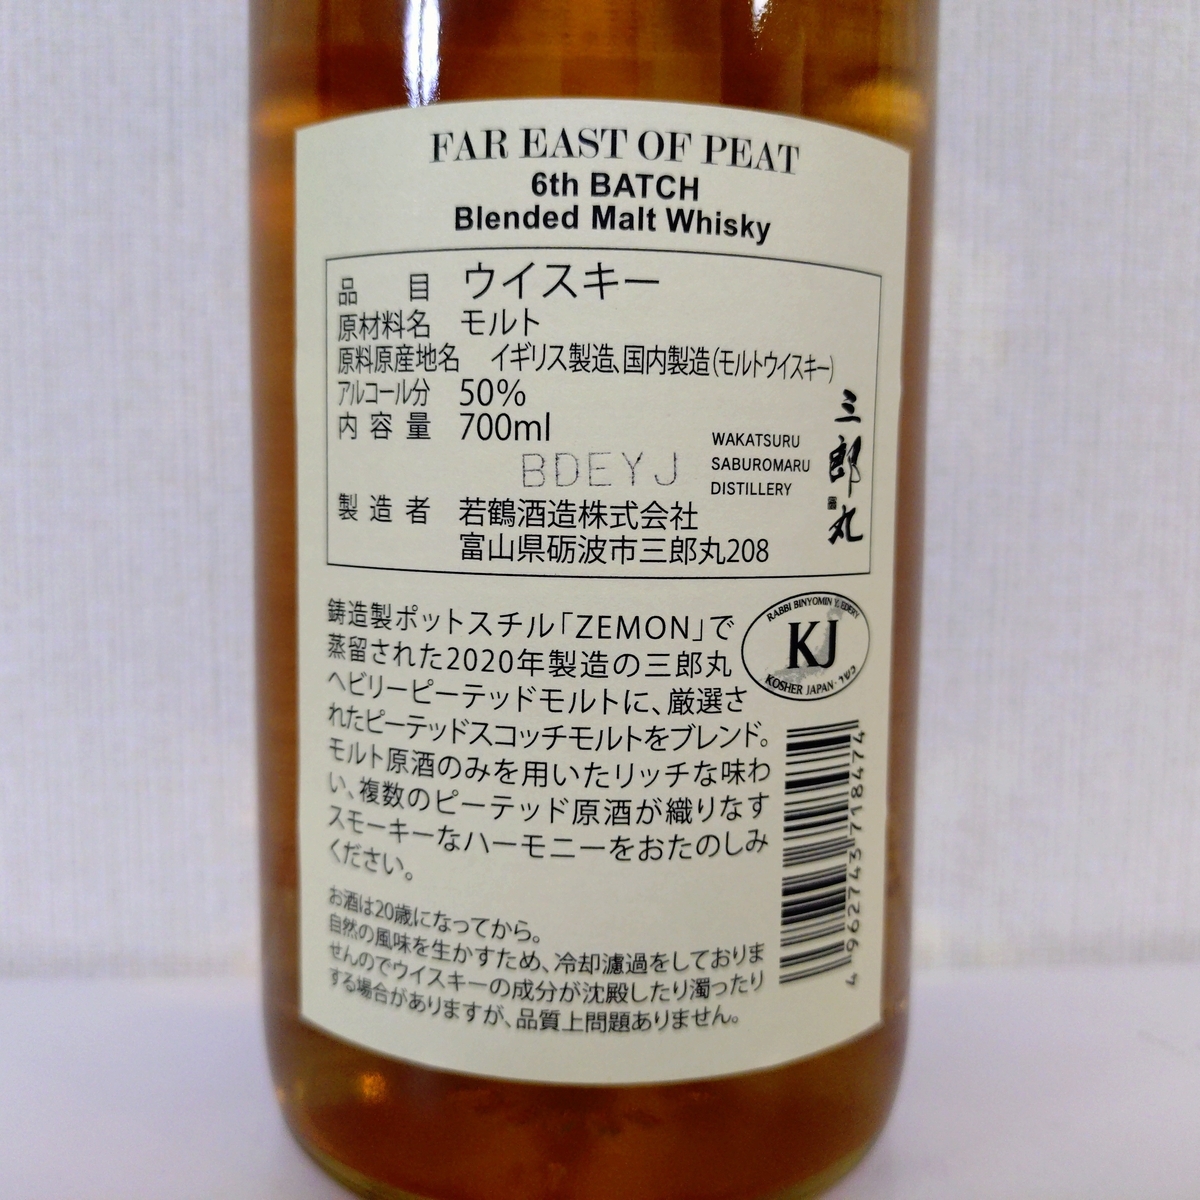 FAR EAST OF PEAT
6th BATCH
Blended Malt Whisky
品目 ウイスキー
原材料名 モルト
原料原産地名 イギリス製造、国内製造(モルトウイスキー)
アルコール分 50%
内容量 700ml
BDEYJ
WAKATSURU
SABUROMARU
DISTILLERY
三郎丸
製造者 若鶴酒造株式会社
富山県砺波市三郎丸208
鋳造製ポットスチル「ZEMON」で
蒸留された2020年製造の三郎丸
ヘビリーピーテッドモルトに、厳選さ
れたピーテッドスコッチモルトをブレンド。
モルト原酒のみを用いたリッチな味わ
い、複数のピーテッド原酒が織りなす
スモーキーなハーモニーをおたのしみ
ください。
RABBI BINYOMIN Y. EDERY
KJ
KOSHER JAPAN・כשר
お酒は20歳になってから。
自然の風味を生かすため、冷却濾過をしておりま
せんのでウイスキーの成分が沈殿したり濁ったり
する場合がありますが、品質上問題ありません。
4962743718474